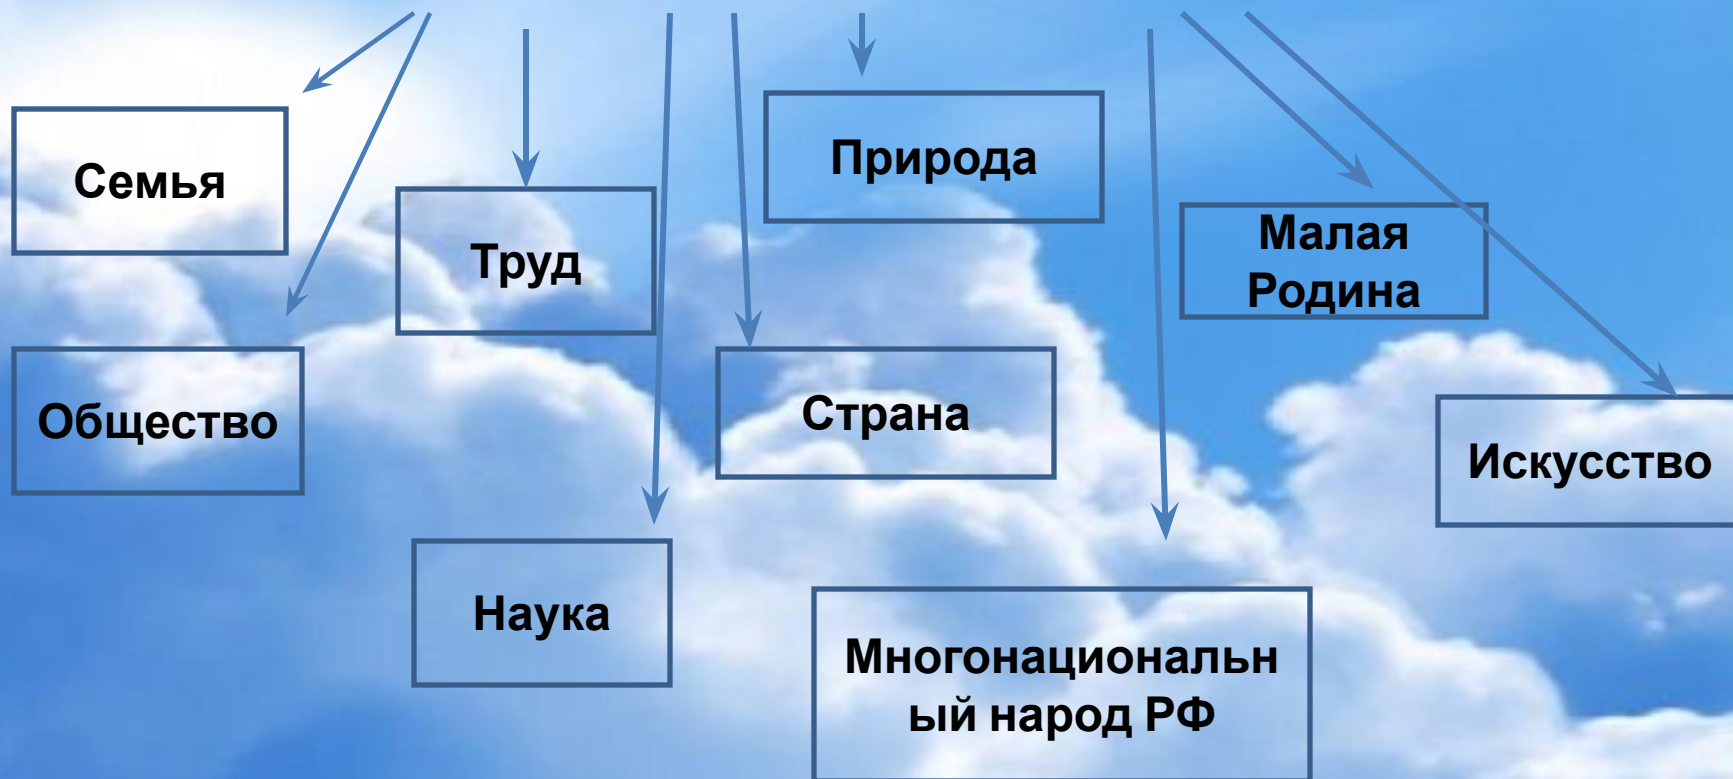 Семья
Природа
Труд
Малая
Родина
Общество
Страна
Искусство
Наука
Многонациональн
ый народ РФ